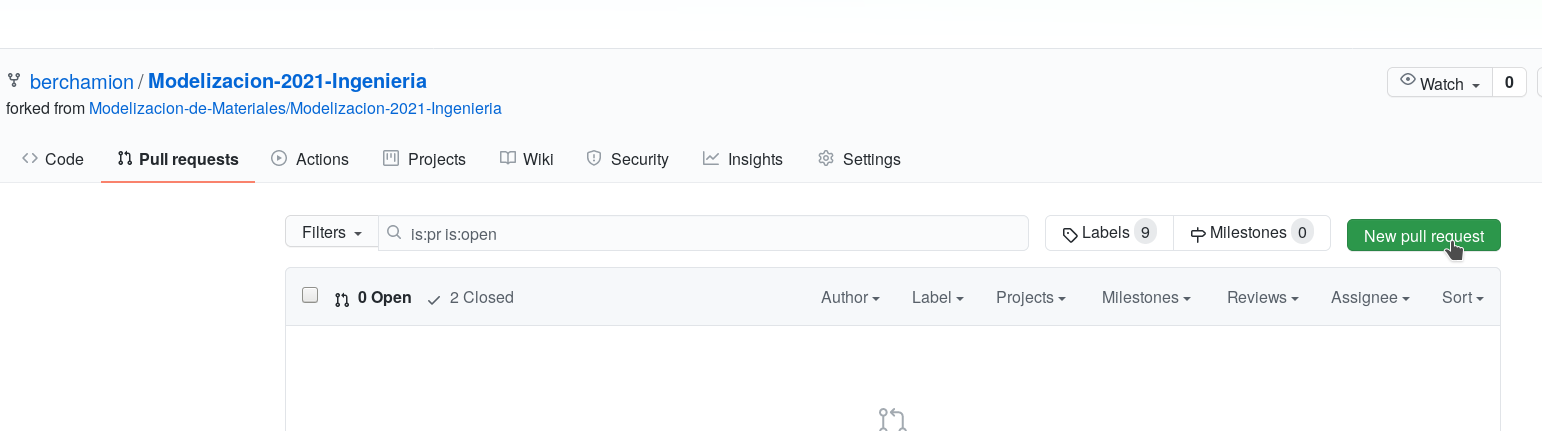 berchamion / Modelizacion-2021-Ingenieria
Watch 0
forked from Modelizacion-de-Materiales/Modelizacion-2021-Ingenieria
Code Pull requests Actions Projects Wiki Security Insights Settings
Filters is:pr is:open Labels 9 Milestones 0 New pull request
0 Open 2 Closed Author Label Projects Milestones Reviews Assignee Sort